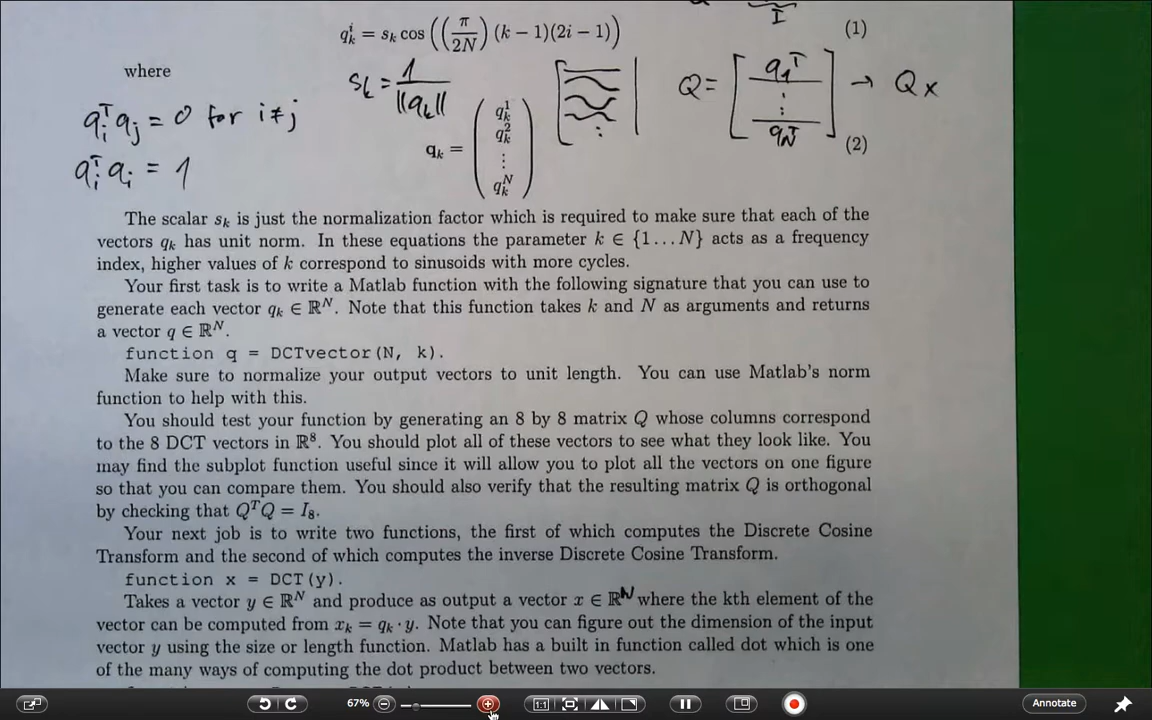 I
q_k^i = s_k cos ( ( π / 2N ) (k − 1)(2i − 1) ) (1)
where
s_k = 1 / ||q_k||
q_i^T q_j = 0 for i ≠ j
q_i^T q_i = 1
q_k = ( q_k^1 q_k^2 ⋮ q_k^N ) (2)
Q = [ q_1^T ⋮ q_N^T ] → Q x
The scalar s_k is just the normalization factor which is required to make sure that each of the
vectors q_k has unit norm. In these equations the parameter k ∈ {1...N} acts as a frequency
index, higher values of k correspond to sinusoids with more cycles.
Your first task is to write a Matlab function with the following signature that you can use to
generate each vector q_k ∈ ℝ^N. Note that this function takes k and N as arguments and returns
a vector q ∈ ℝ^N.
function q = DCTvector(N, k).
Make sure to normalize your output vectors to unit length. You can use Matlab's norm
function to help with this.
You should test your function by generating an 8 by 8 matrix Q whose columns correspond
to the 8 DCT vectors in ℝ^8. You should plot all of these vectors to see what they look like. You
may find the subplot function useful since it will allow you to plot all the vectors on one figure
so that you can compare them. You should also verify that the resulting matrix Q is orthogonal
by checking that Q^T Q = I_8.
Your next job is to write two functions, the first of which computes the Discrete Cosine
Transform and the second of which computes the inverse Discrete Cosine Transform.
function x = DCT(y).
Takes a vector y ∈ ℝ^N and produce as output a vector x ∈ ℝ^N where the kth element of the
vector can be computed from x_k = q_k · y. Note that you can figure out the dimension of the input
vector y using the size or length function. Matlab has a built in function called dot which is one
of the many ways of computing the dot product between two vectors.
67%
1:1
Annotate